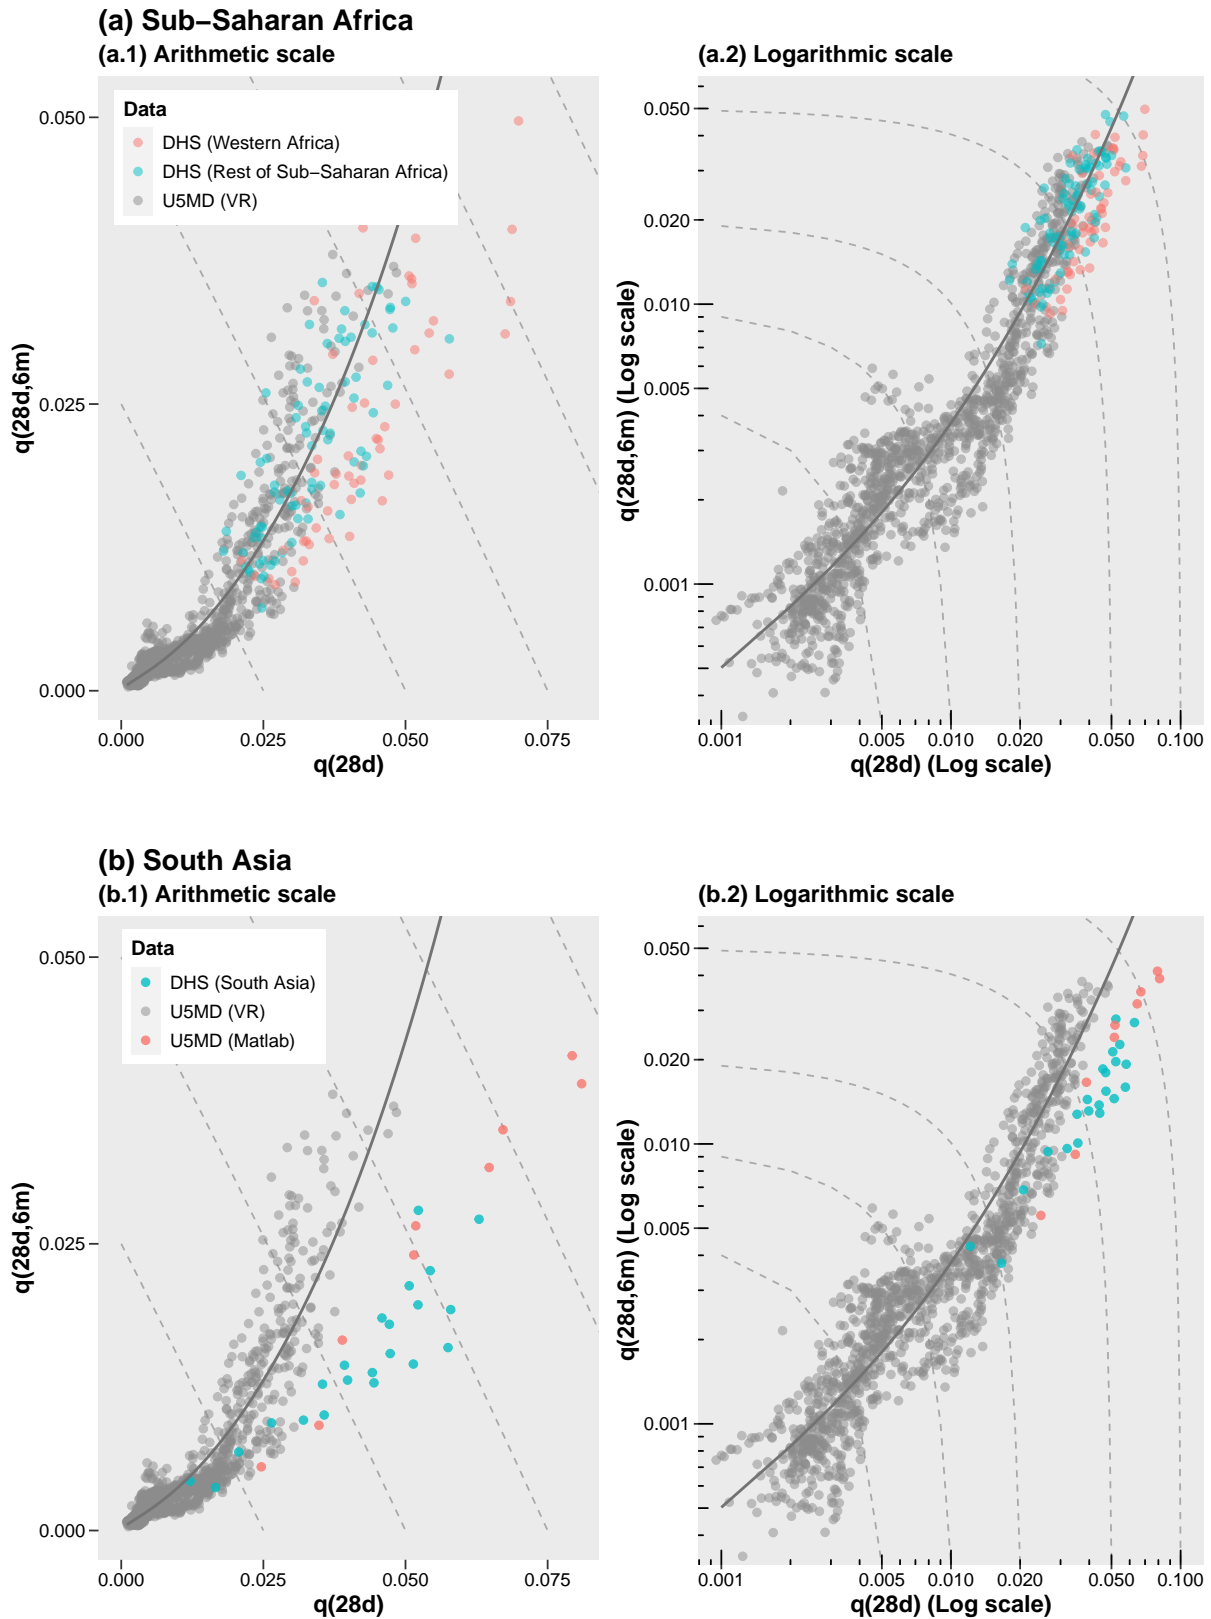 (a) Sub−Saharan Africa
(a.1) Arithmetic scale
Data
DHS (Western Africa)
DHS (Rest of Sub−Saharan Africa)
U5MD (VR)
0.050
0.025
0.000
q(28d,6m)
0.000 0.025 0.050 0.075
q(28d)
(a.2) Logarithmic scale
0.050
0.020
0.010
0.005
0.001
q(28d,6m) (Log scale)
0.001 0.005 0.010 0.020 0.050 0.100
q(28d) (Log scale)
(b) South Asia
(b.1) Arithmetic scale
Data
DHS (South Asia)
U5MD (VR)
U5MD (Matlab)
0.050
0.025
0.000
q(28d,6m)
0.000 0.025 0.050 0.075
q(28d)
(b.2) Logarithmic scale
0.050
0.020
0.010
0.005
0.001
q(28d,6m) (Log scale)
0.001 0.005 0.010 0.020 0.050 0.100
q(28d) (Log scale)